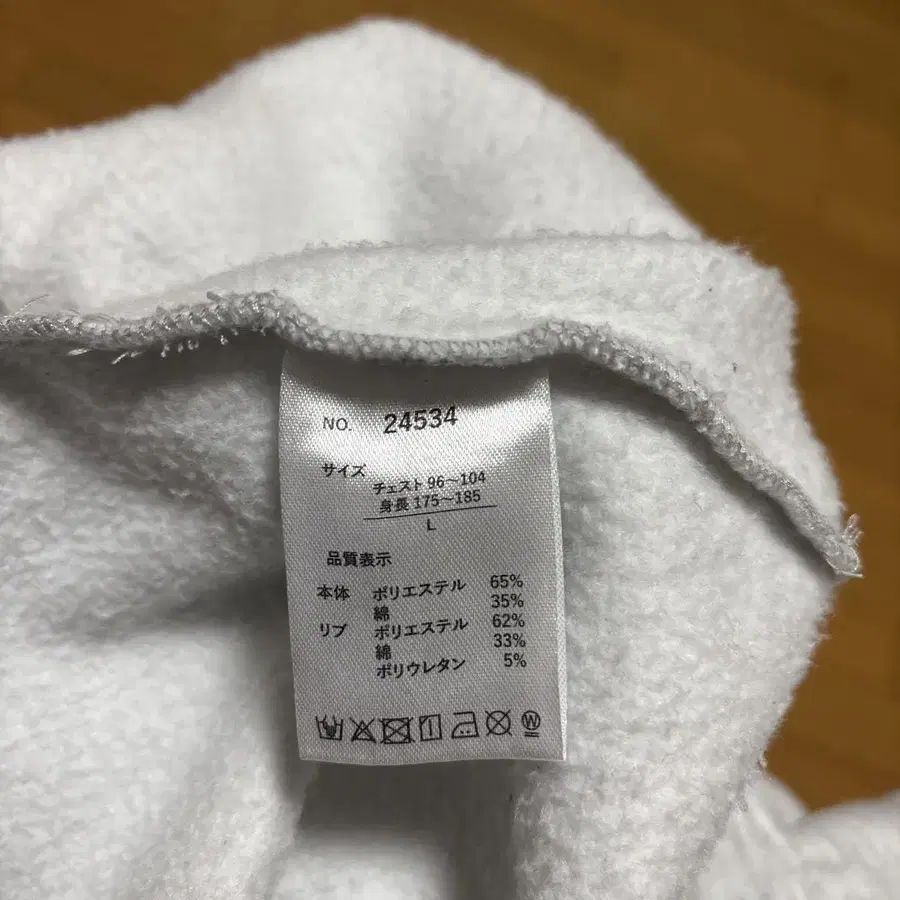 NO. 24534
サイズ
チェスト 96～104
身長 175～185
L
品質表示
本体 ポリエステル 65%
綿 35%
リブ ポリエステル 62%
綿 33%
ポリウレタン 5%
W